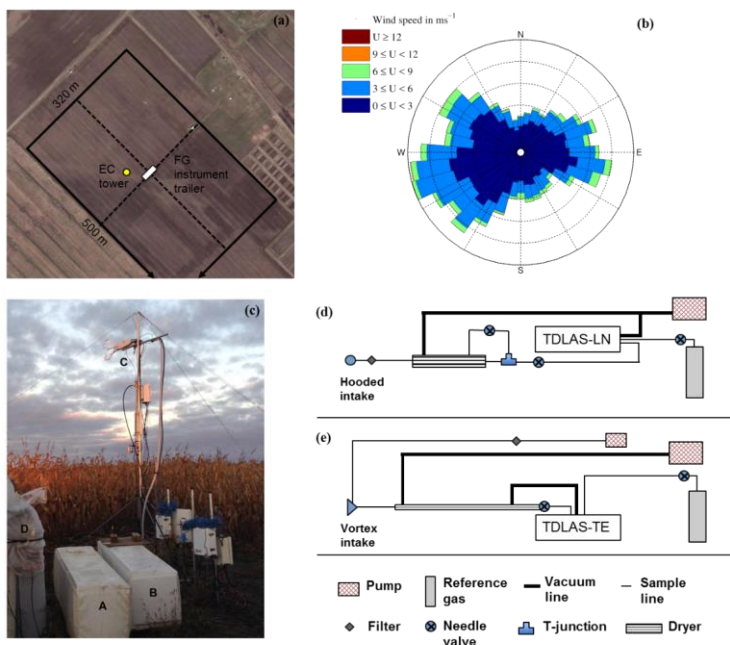 (a)
320 m
EC
tower
FG
instrument
trailer
500 m
(b)
Wind speed in ms⁻¹
U ≥ 12
9 ≤ U < 12
6 ≤ U < 9
3 ≤ U < 6
0 ≤ U < 3
N
W
E
S
(c)
C
D
A
B
(d)
TDLAS-LN
Hooded
intake
(e)
Vortex
intake
TDLAS-TE
Pump
Reference
gas
Vacuum
line
Sample
line
Filter
Needle
valve
T-junction
Dryer